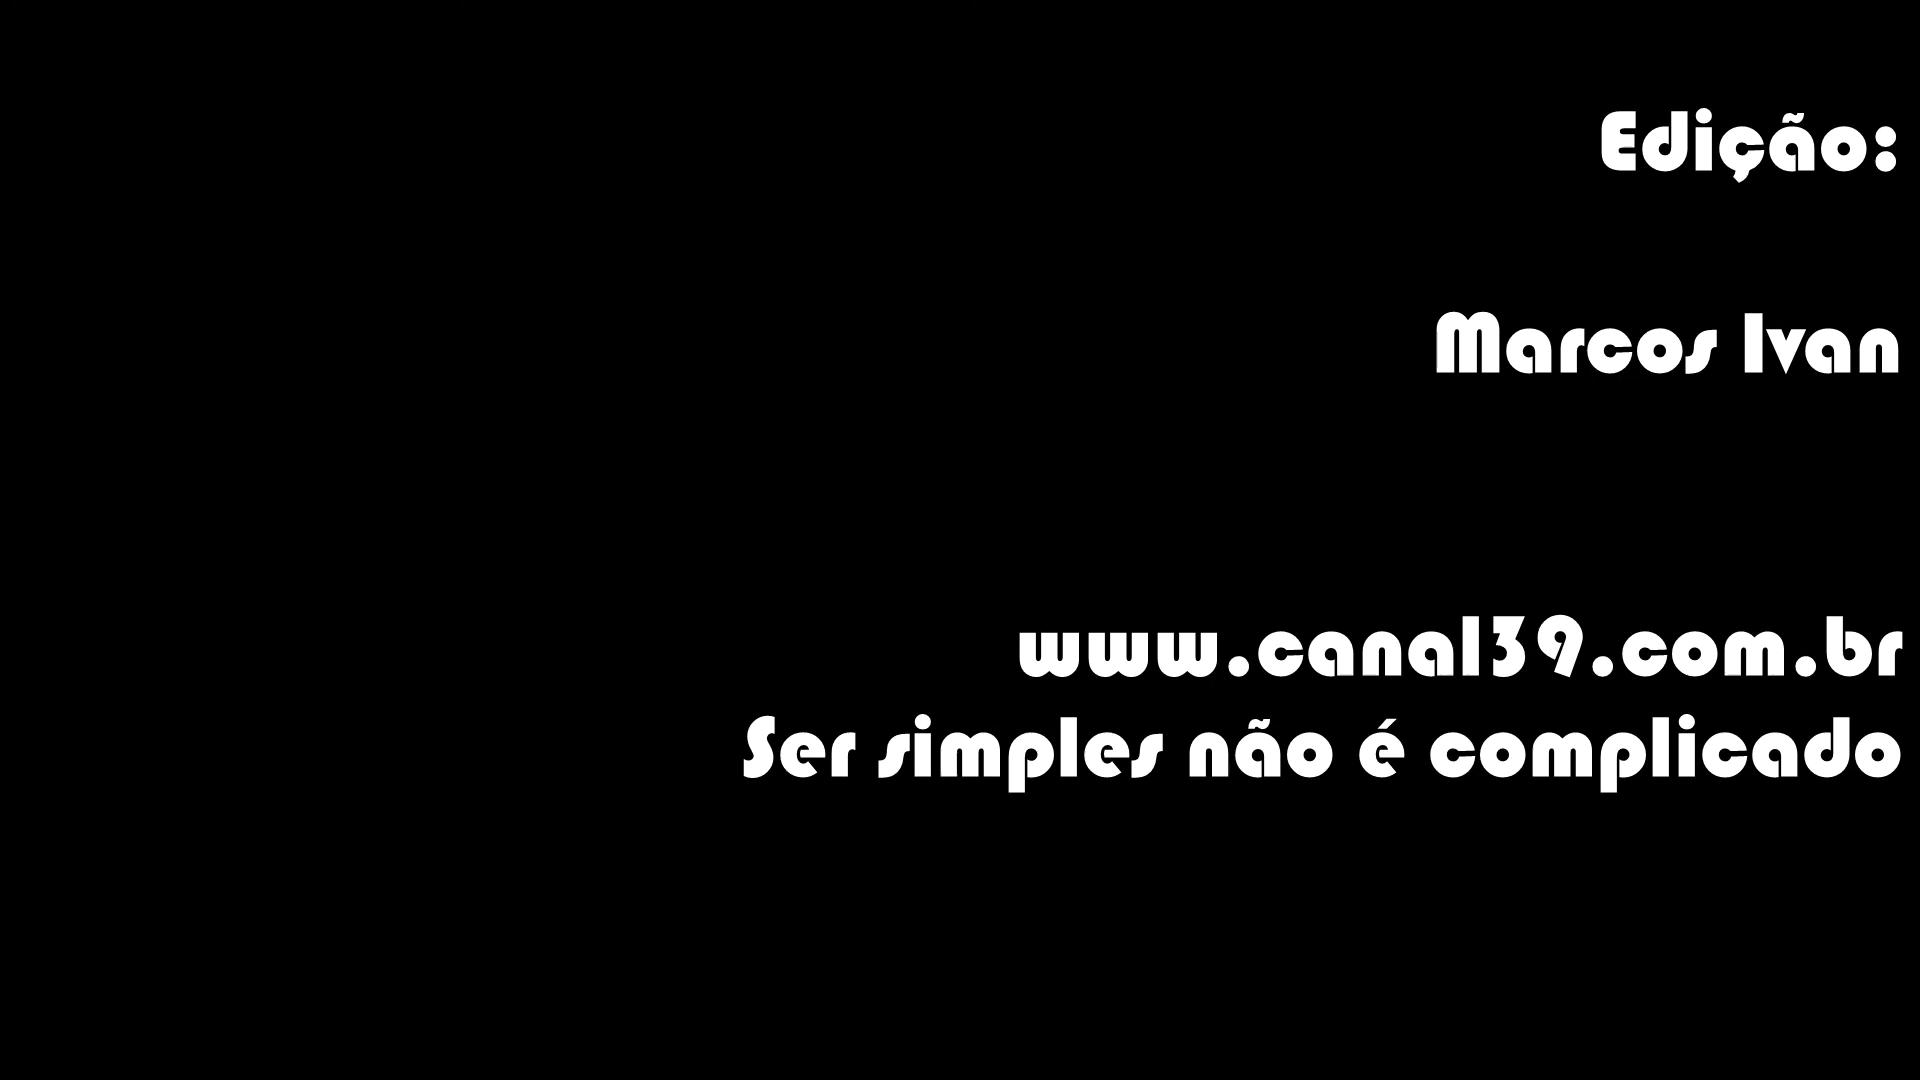 Edição:
Marcos Ivan
www.canal39.com.br
Ser simples não é complicado